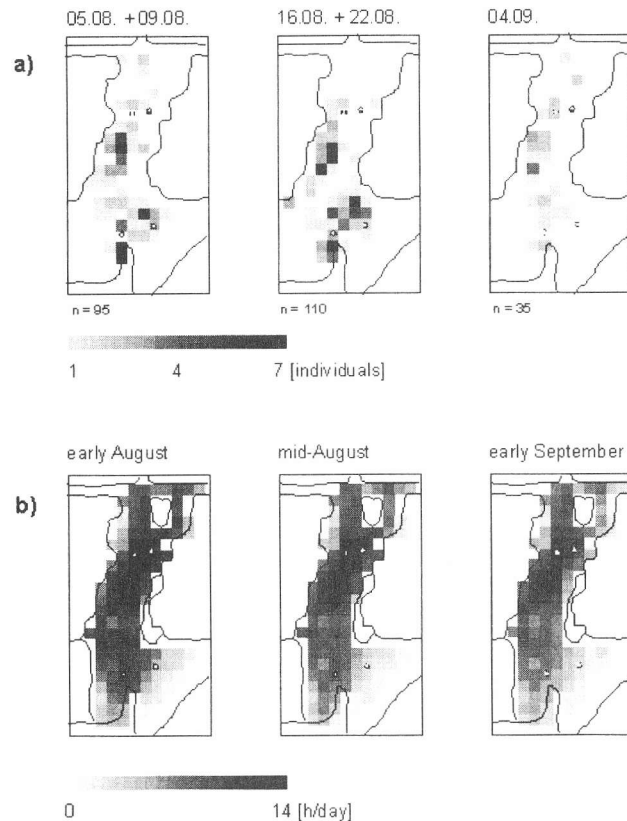 05.08. +09.08. 16.08. + 22.08. 04.09.
a)
n = 95 n = 110 n = 35
1 4 7 [individuals]
early August mid-August early September
b)
0 14 [h/day]